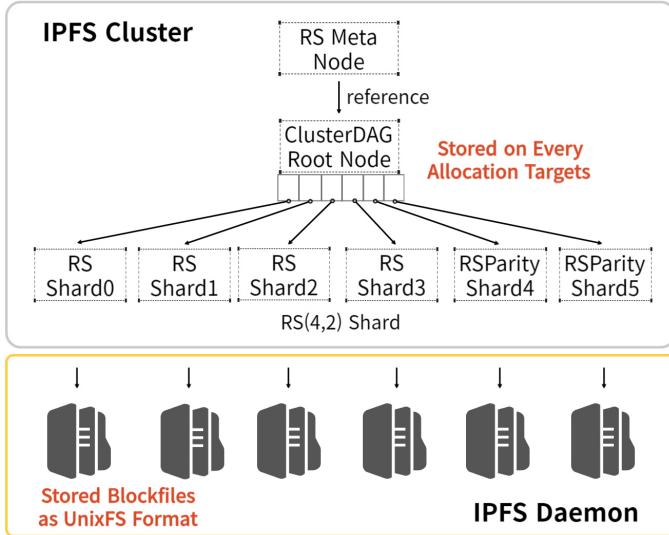 IPFS Cluster
RS Meta
Node
reference
ClusterDAG
Root Node
Stored on Every
Allocation Targets
RS
Shard0
RS
Shard1
RS
Shard2
RS
Shard3
RSParity
Shard4
RSParity
Shard5
RS(4,2) Shard
Stored Blockfiles
as UnixFS Format
IPFS Daemon